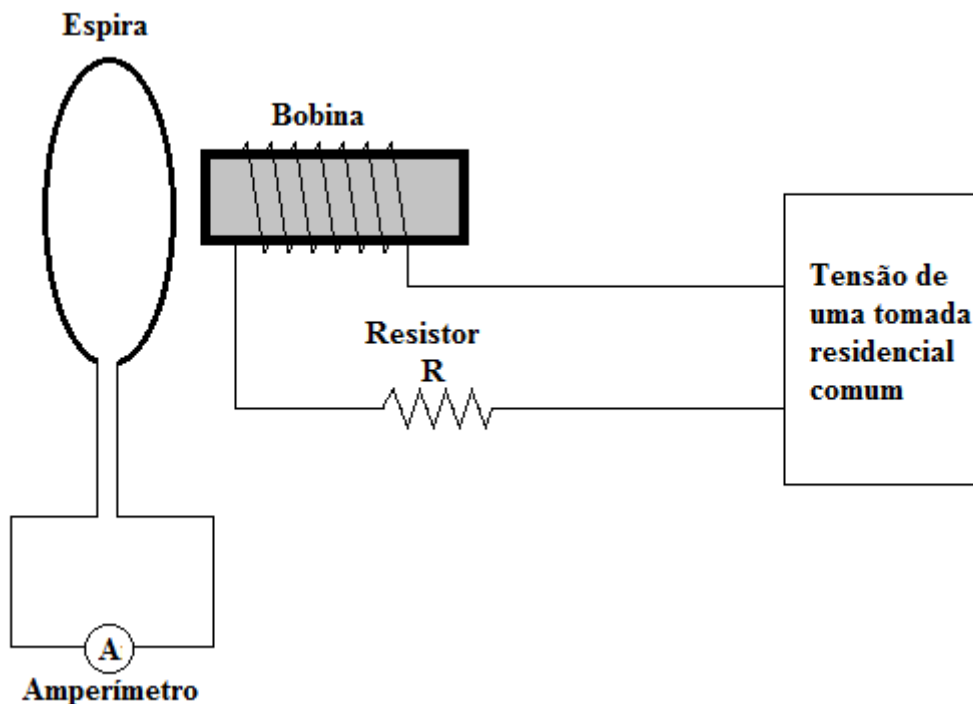 Espira
Bobina
Tensão de
uma tomada
residencial
comum
Resistor
R
A
Amperímetro